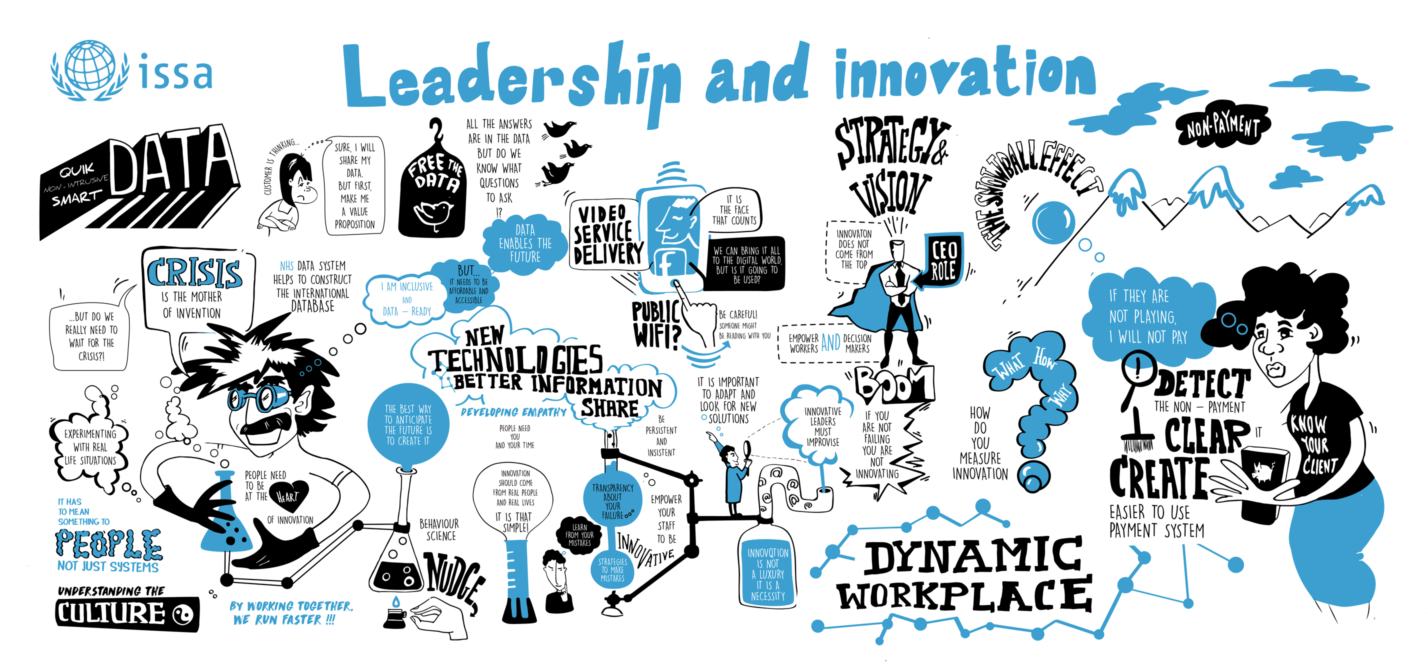 issa
Leadership and innovation
QUIK
NON-INTRUSIVE
SMART
DATA
CUSTOMER IS THINKING...
SURE, I WILL
SHARE MY
DATA,
BUT FIRST,
MAKE ME
A VALUE
PROPOSITION
FREE THE
DATA
ALL THE ANSWERS
ARE IN THE DATA
BUT DO WE
KNOW WHAT
QUESTIONS
TO ASK
!?
DATA
ENABLES THE
FUTURE
BUT...
IT NEEDS TO BE
AFFORDABLE AND
ACCESSIBLE
I AM INCLUSIVE
AND
DATA – READY
VIDEO
SERVICE
DELIVERY
f
IT IS
THE FACE
THAT COUNTS
WE CAN BRING IT ALL
TO THE DIGITAL WORLD,
BUT IS IT GOING TO
BE USED?
PUBLIC
WIFI?
BE CAREFUL!
SOMEONE MIGHT
BE READING WITH YOU
STRATEGY &
VISION
INNOVATON
DOES NOT
COME FROM
THE TOP
CEO
ROLE
EMPOWER
WORKERS
AND
DECISION
MAKERS
THE SNOWBALL EFFECT
NON-PAYMENT
...BUT DO WE
REALLY NEED TO
WAIT FOR THE
CRISIS?!
CRISIS
IS THE MOTHER
OF INVENTION
NHS DATA SYSTEM
HELPS TO CONSTRUCT
THE INTERNATIONAL
DATABASE
EXPERIMENTING
WITH REAL
LIFE SITUATIONS
IT HAS
TO MEAN
SOMETHING TO
PEOPLE
NOT JUST SYSTEMS
UNDERSTANDING THE
CULTURE
PEOPLE NEED
TO BE
AT THE
HEART
OF INNOVATION
BY WORKING TOGETHER,
WE RUN FASTER !!!
THE BEST WAY
TO ANTICIPATE
THE FUTURE IS
TO CREATE IT
BEHAVIOUR
SCIENCE
NUDGE,
NEW
TECHNOLOGIES
BETTER INFORMATION
SHARE
DEVELOPING EMPATHY
PEOPLE NEED
YOU
AND YOUR TIME
INNOVATION
SHOULD COME
FROM REAL PEOPLE
AND REAL LIVES
IT IS THAT
SIMPLE!
LEARN
FROM YOUR
MISTAKES
TRANSPARENCY
ABOUT
YOUR
FAILURE...
STRATEGIES
TO MAKE
MISTAKES
BE
PERSISTENT
AND
INSISTENT
EMPOWER
YOUR
STAFF
TO BE
INNOVATIVE
IT IS IMPORTANT
TO ADAPT AND
LOOK FOR NEW
SOLUTIONS
INNOVATIVE
LEADERS
MUST
IMPROVISE
INNOVATION
IS NOT
A LUXURY
IT IS A
NECESSITY
BOOM
IF YOU
ARE NOT
FAILING
YOU ARE
NOT
INNOVATING
HOW
DO
YOU
MEASURE
INNOVATION
WHAT HOW WHY
DYNAMIC
WORKPLACE
IF THEY ARE
NOT PLAYING,
I WILL NOT PAY
!
DETECT
THE NON – PAYMENT
CLEAR IT
CREATE
EASIER TO USE
PAYMENT SYSTEM
KNOW
YOUR
CLIENT